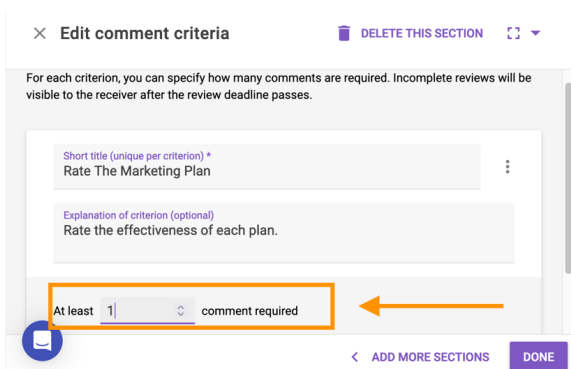 Edit comment criteria
DELETE THIS SECTION
For each criterion, you can specify how many comments are required. Incomplete reviews will be
visible to the receiver after the review deadline passes.
Short title (unique per criterion) *
Rate The Marketing Plan
Explanation of criterion (optional)
Rate the effectiveness of each plan.
At least 1 comment required
ADD MORE SECTIONS
DONE